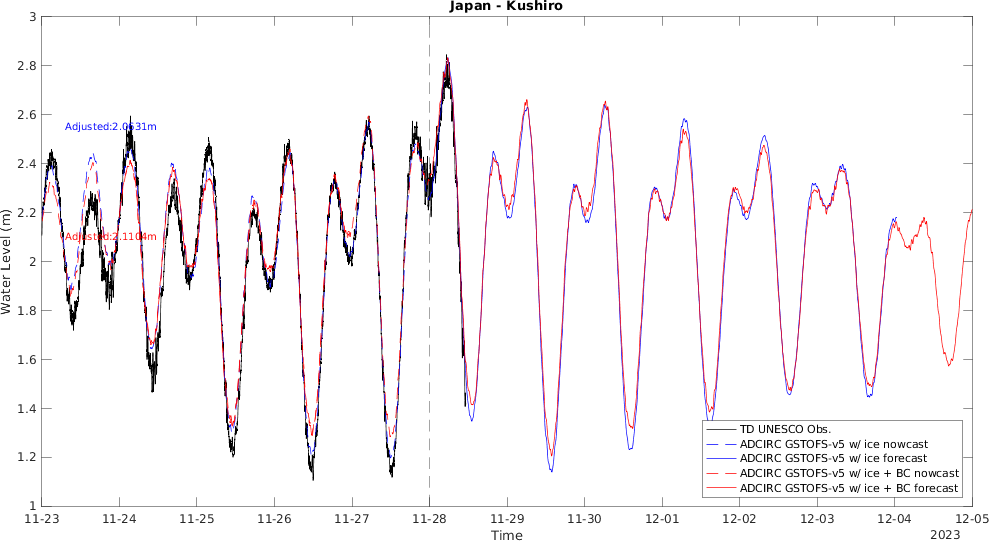 Japan - Kushiro
Water Level (m)
3
2.8
2.6
2.4
2.2
2
1.8
1.6
1.4
1.2
1
Adjusted:2.0631m
Adjusted:2.1104m
TD UNESCO Obs.
ADCIRC GSTOFS-v5 w/ ice nowcast
ADCIRC GSTOFS-v5 w/ ice forecast
ADCIRC GSTOFS-v5 w/ ice + BC nowcast
ADCIRC GSTOFS-v5 w/ ice + BC forecast
11-23 11-24 11-25 11-26 11-27 11-28 11-29 11-30 12-01 12-02 12-03 12-04 12-05
Time
2023